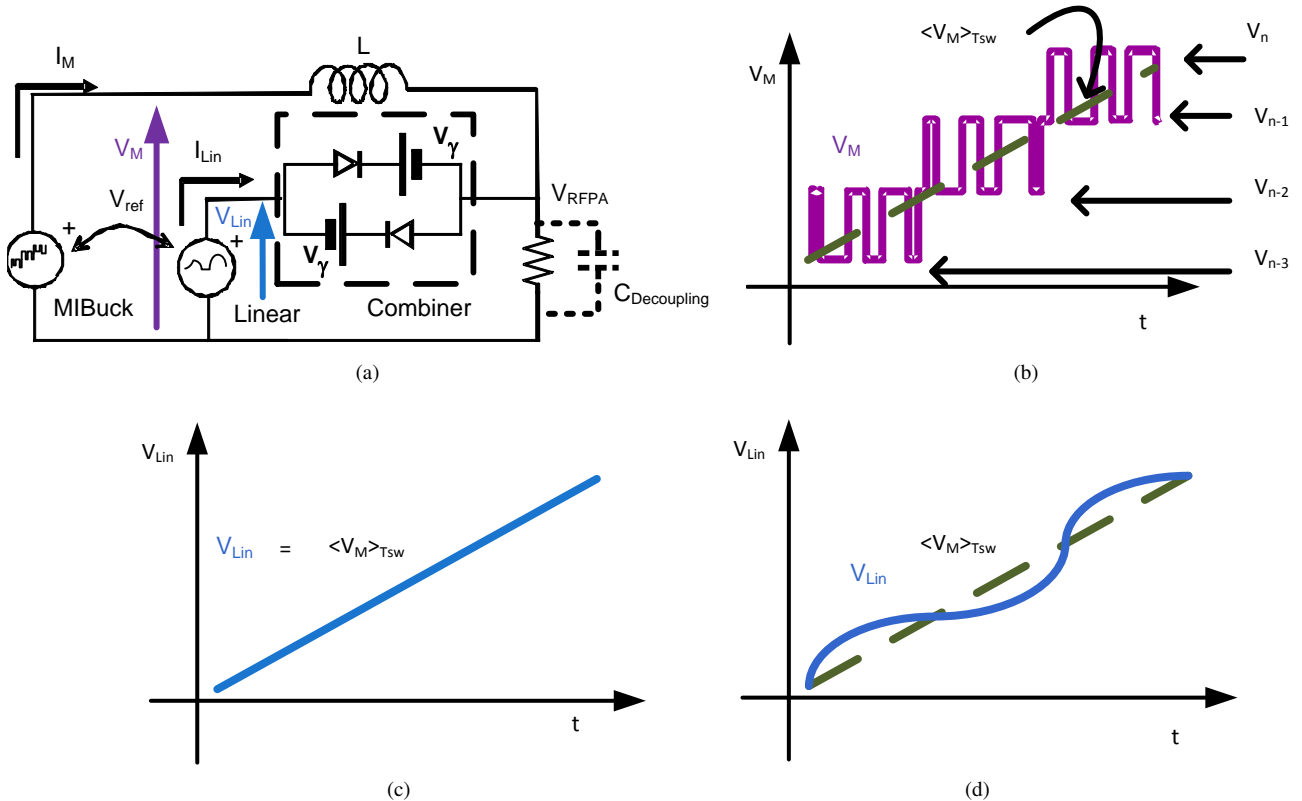 L
I_M
V_M
I_Lin
V_γ
V_ref
V_Lin
V_RFPA
+
+
V_γ
MIBuck
Linear
Combiner
C_Decoupling
(a)
<V_M>_Tsw
V_n
V_M
V_n-1
V_M
V_n-2
V_n-3
t
(b)
V_Lin
V_Lin = <V_M>_Tsw
t
(c)
V_Lin
<V_M>_Tsw
V_Lin
t
(d)